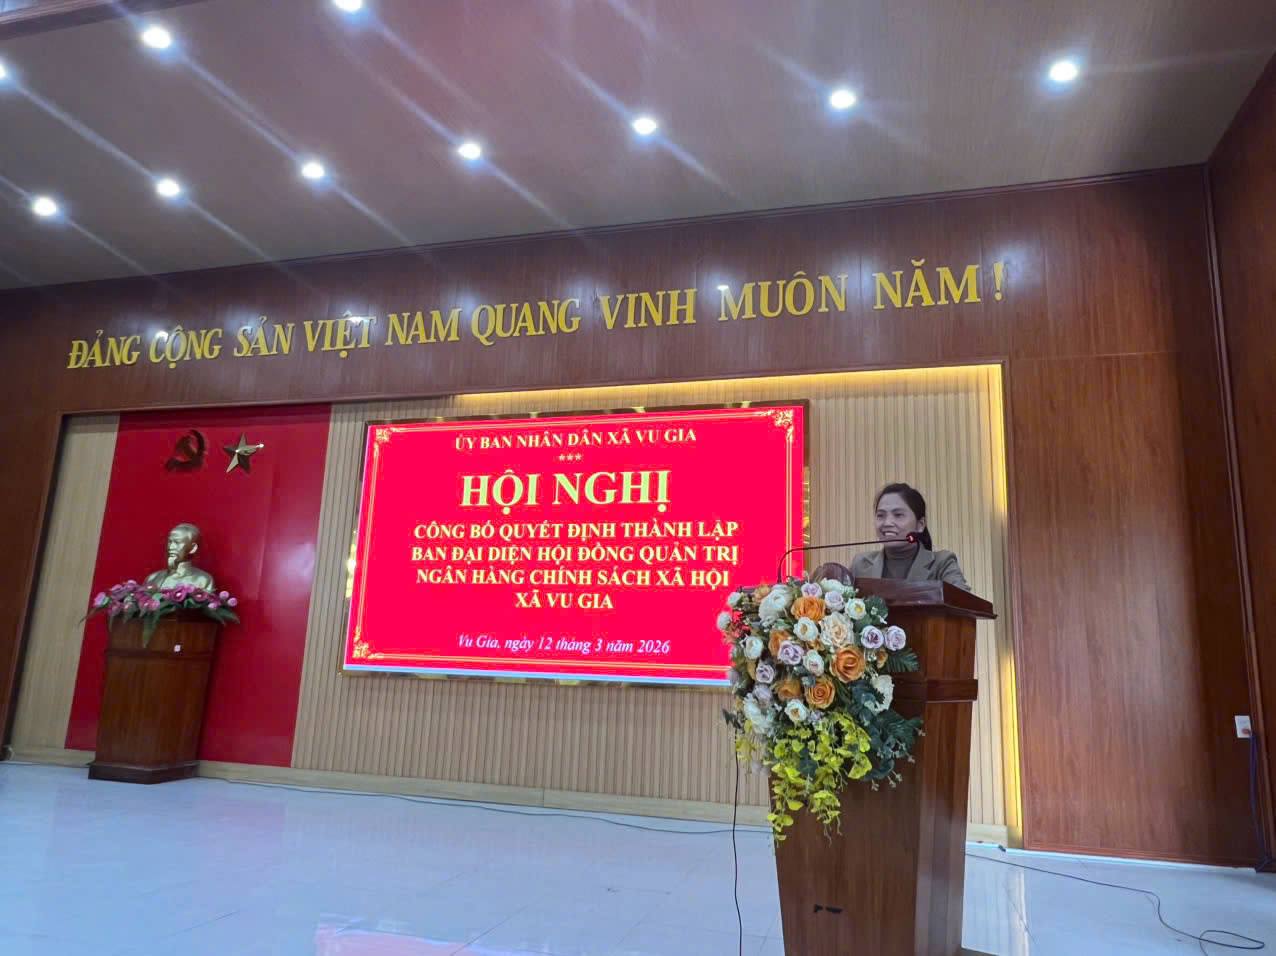 ĐẢNG CỘNG SẢN VIỆT NAM QUANG VINH MUÔN NĂM !
ỦY BAN NHÂN DÂN XÃ VU GIA
***
HỘI NGHỊ
CÔNG BỐ QUYẾT ĐỊNH THÀNH LẬP
BAN ĐẠI DIỆN HỘI ĐỒNG QUẢN TRỊ
NGÂN HÀNG CHÍNH SÁCH XÃ HỘI
XÃ VU GIA
Vu Gia, ngày 12 tháng 3 năm 2026